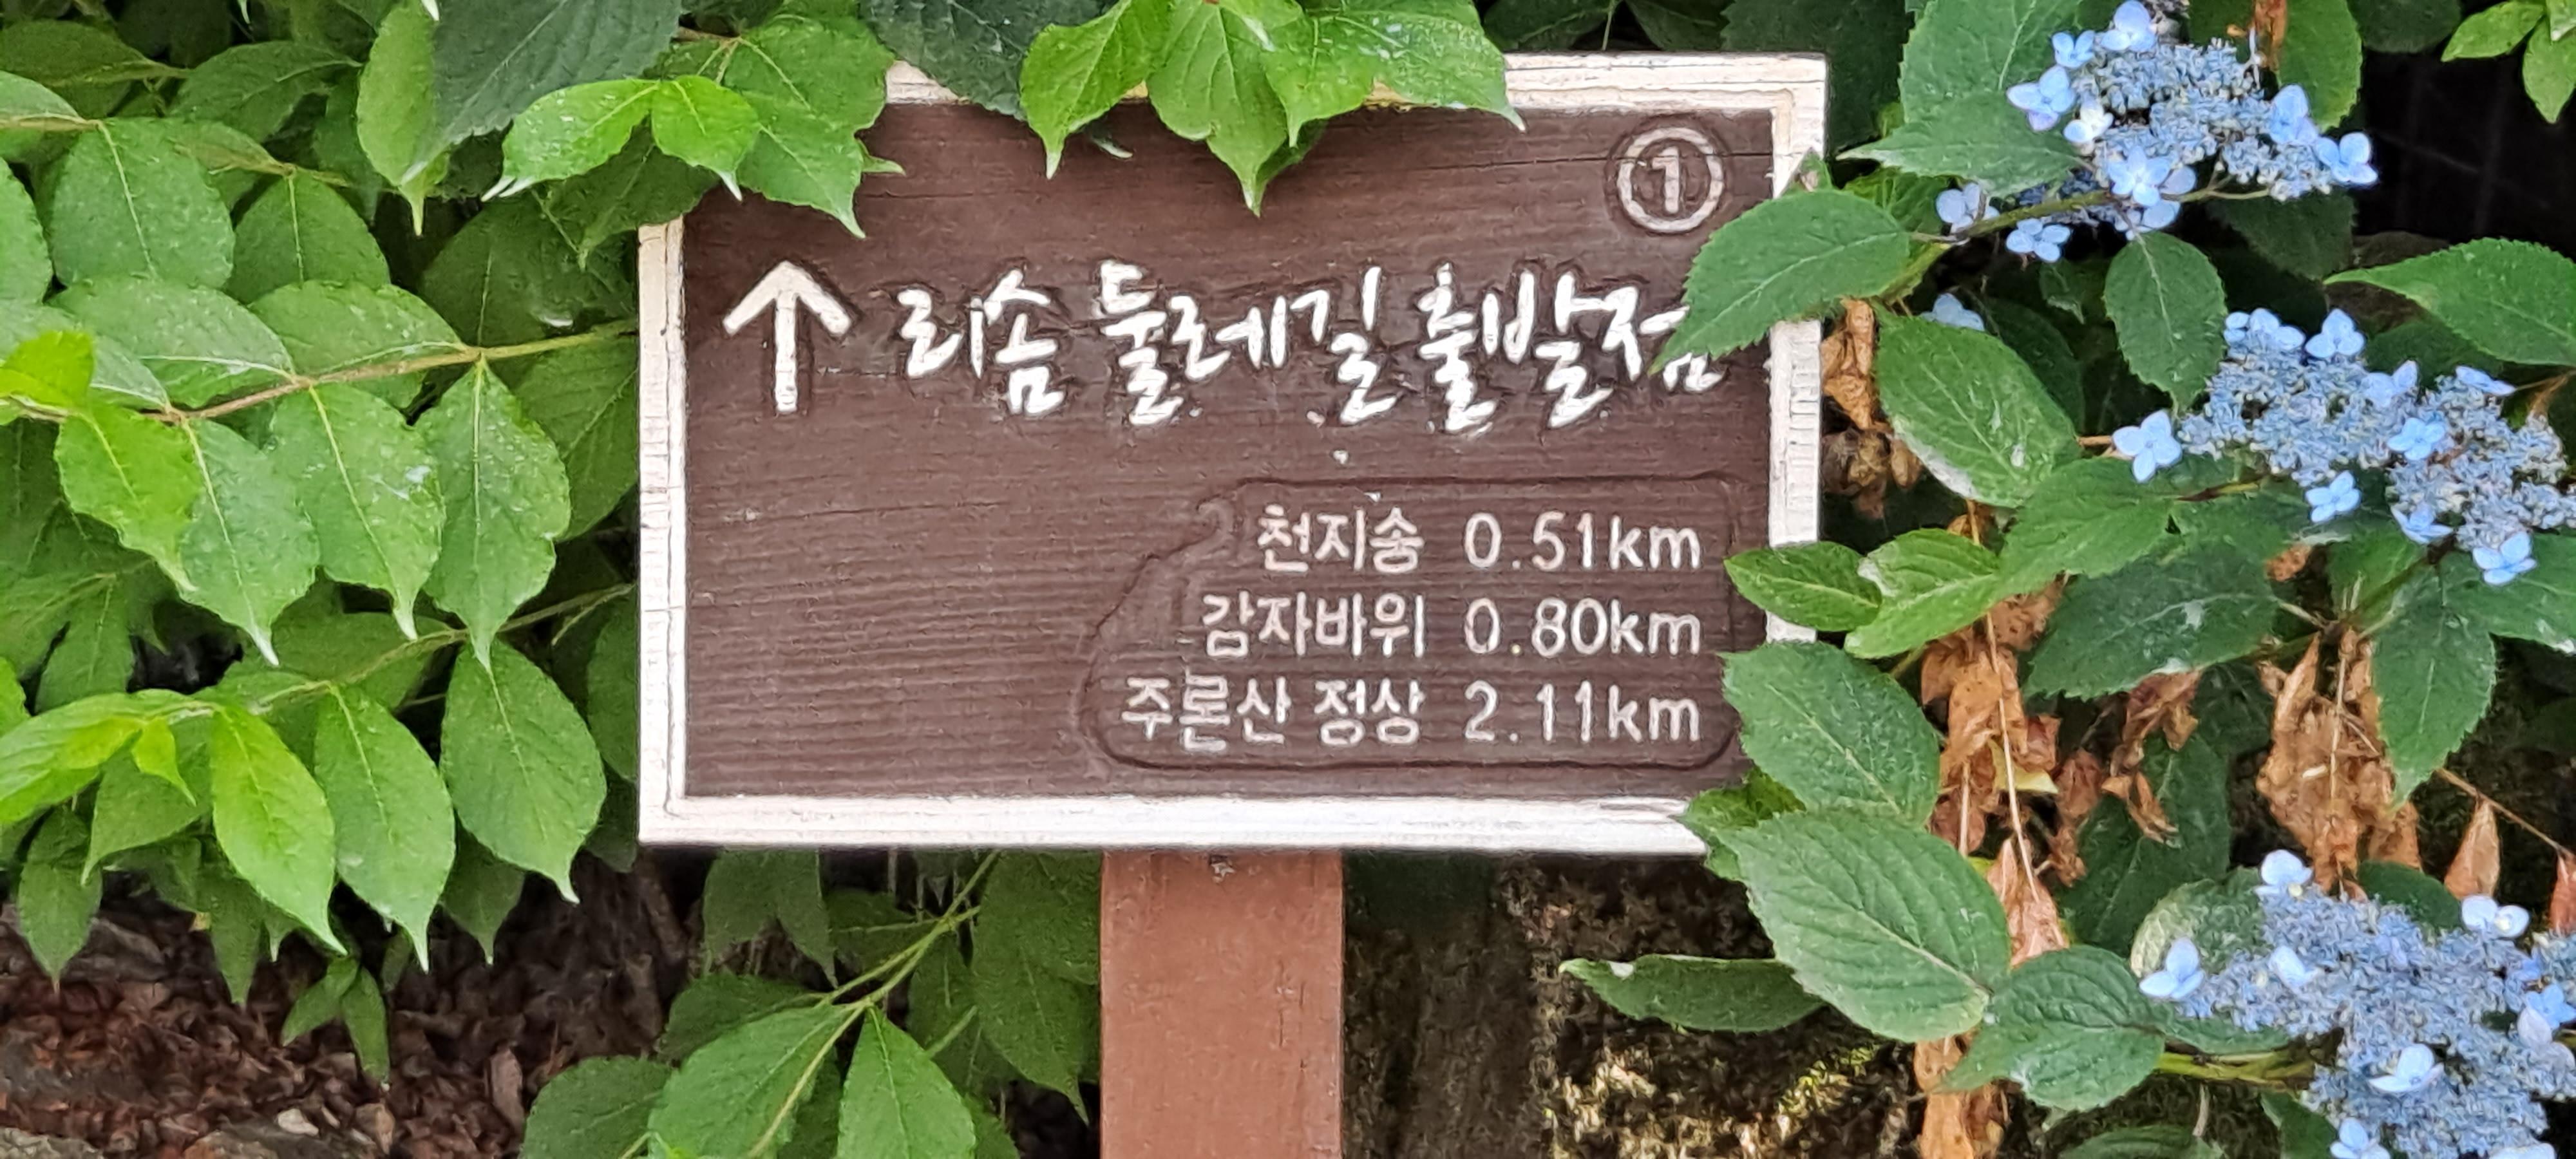 ①
↑ 리솜 둘레길 출발점
천지송 0.51km
감자바위 0.80km
주론산 정상 2.11km